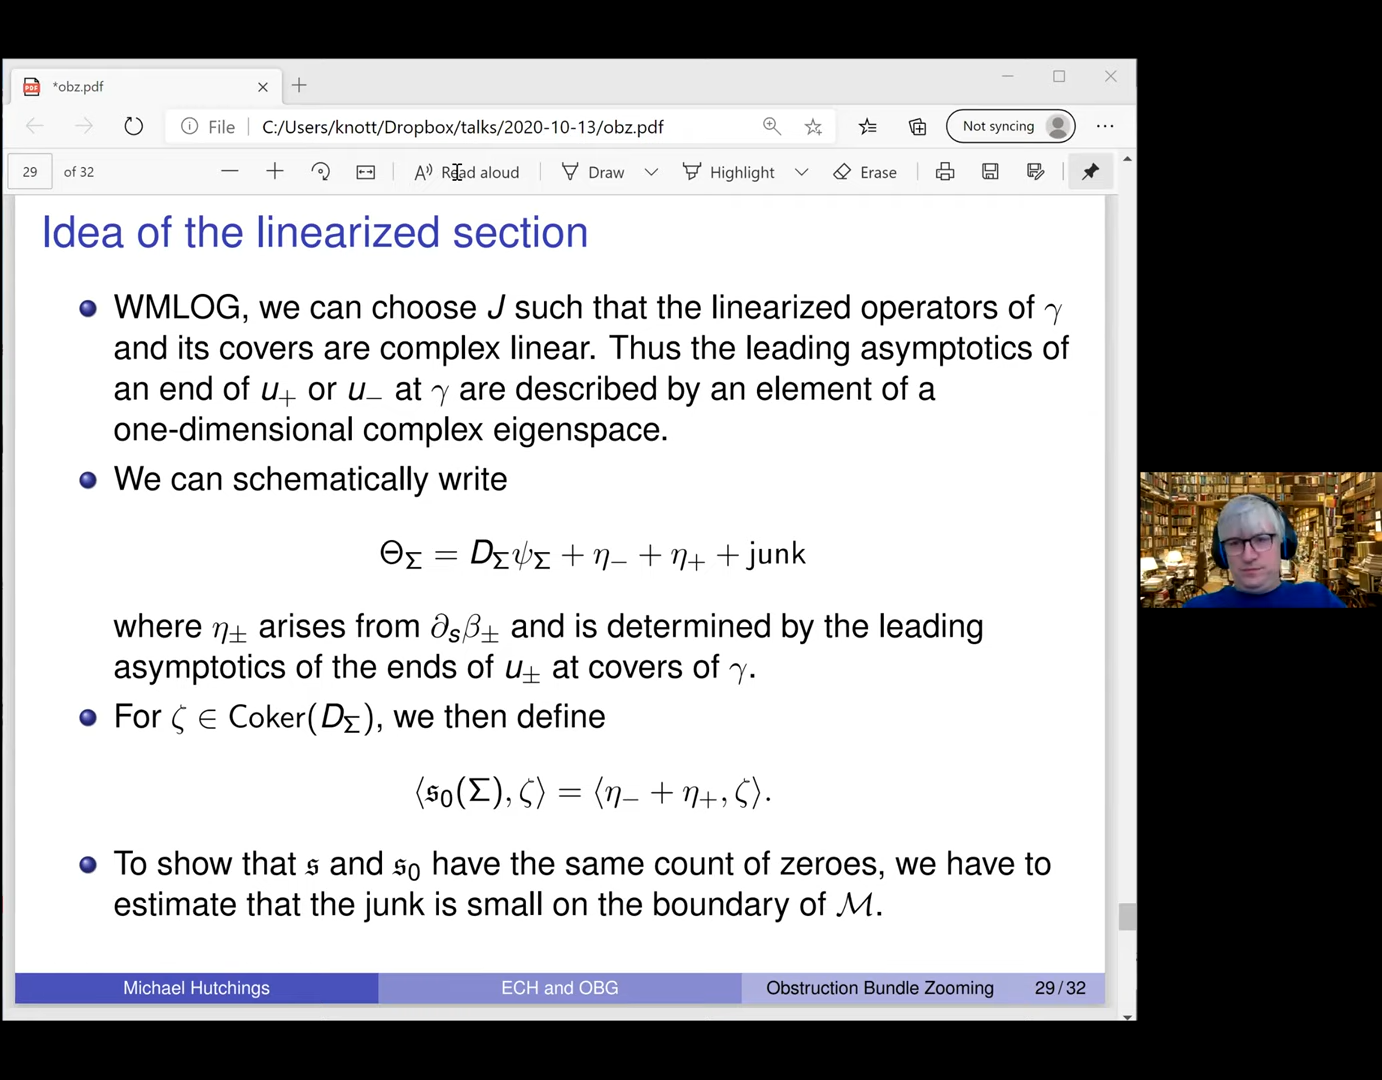 *obz.pdf
File C:/Users/knott/Dropbox/talks/2020-10-13/obz.pdf Not syncing
29 of 32 Read aloud Draw Highlight Erase
Idea of the linearized section
WMLOG, we can choose J such that the linearized operators of γ
and its covers are complex linear. Thus the leading asymptotics of
an end of u₊ or u₋ at γ are described by an element of a
one-dimensional complex eigenspace.
We can schematically write
Θ_Σ = D_Σψ_Σ + η₋ + η₊ + junk
where η± arises from ∂ₛβ± and is determined by the leading
asymptotics of the ends of u± at covers of γ.
For ζ ∈ Coker(D_Σ), we then define
⟨𝔰₀(Σ), ζ⟩ = ⟨η₋ + η₊, ζ⟩.
To show that 𝔰 and 𝔰₀ have the same count of zeroes, we have to
estimate that the junk is small on the boundary of ℳ.
Michael Hutchings ECH and OBG Obstruction Bundle Zooming 29 / 32